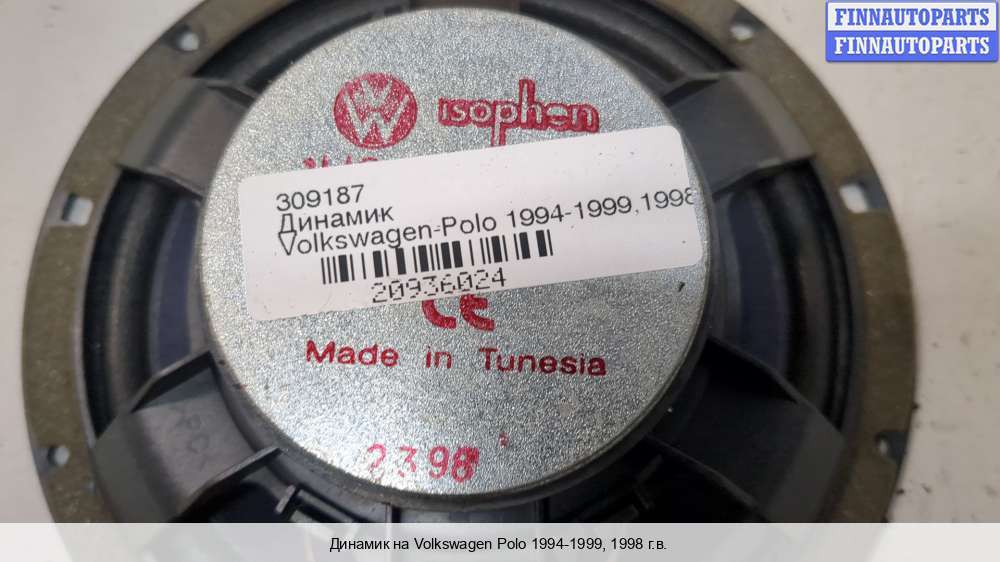 FINNAUTOPARTS
FINNAUTOPARTS
VW isophon
309187
Динамик
Volkswagen-Polo 1994-1999,1998
20936024
CE
Made in Tunesia
2398
Динамик на Volkswagen Polo 1994-1999, 1998 г.в.